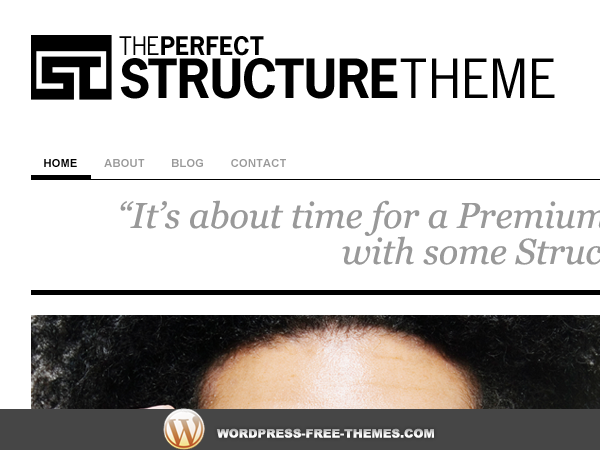 THEPERFECT
STRUCTURETHEME
HOME ABOUT BLOG CONTACT
“It’s about time for a Premium
with some Struc
WORDPRESS-FREE-THEMES.COM